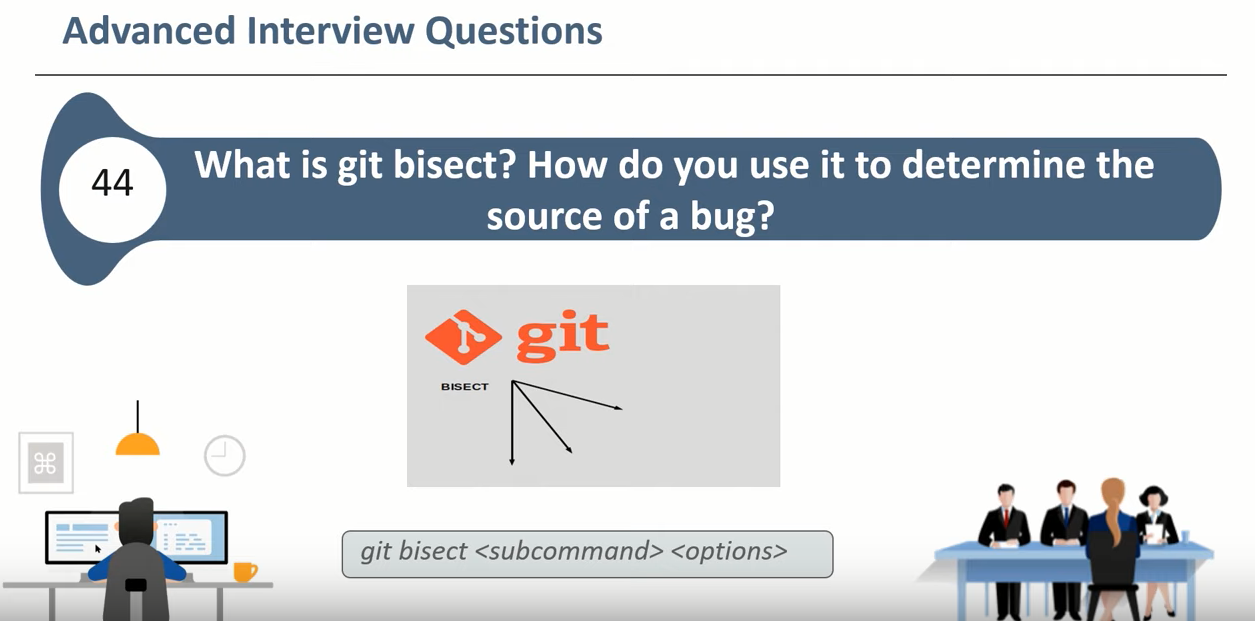 Advanced Interview Questions
44
What is git bisect? How do you use it to determine the
source of a bug?
git
BISECT
git bisect <subcommand> <options>